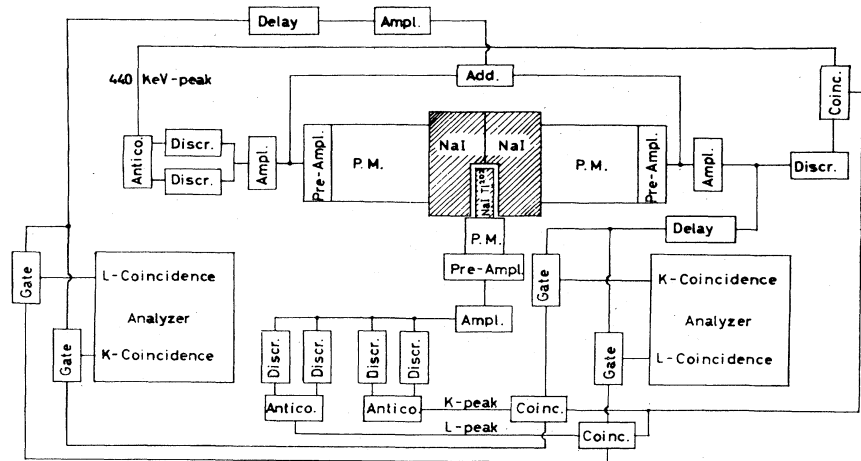 Delay
Ampl.
440 KeV-peak
Add.
Coinc.
Antico.
Discr.
Discr.
Ampl.
Pre-Ampl.
P.M.
NaI
NaI
NaI Tl²⁰²
P.M.
Pre-Ampl.
Ampl.
Discr.
P.M.
Pre-Ampl.
Delay
Gate
L-Coincidence
Analyzer
K-Coincidence
Gate
Ampl.
Discr.
Discr.
Discr.
Discr.
Antico.
Antico.
K-peak
L-peak
Coinc.
Coinc.
Gate
Gate
K-Coincidence
Analyzer
L-Coincidence